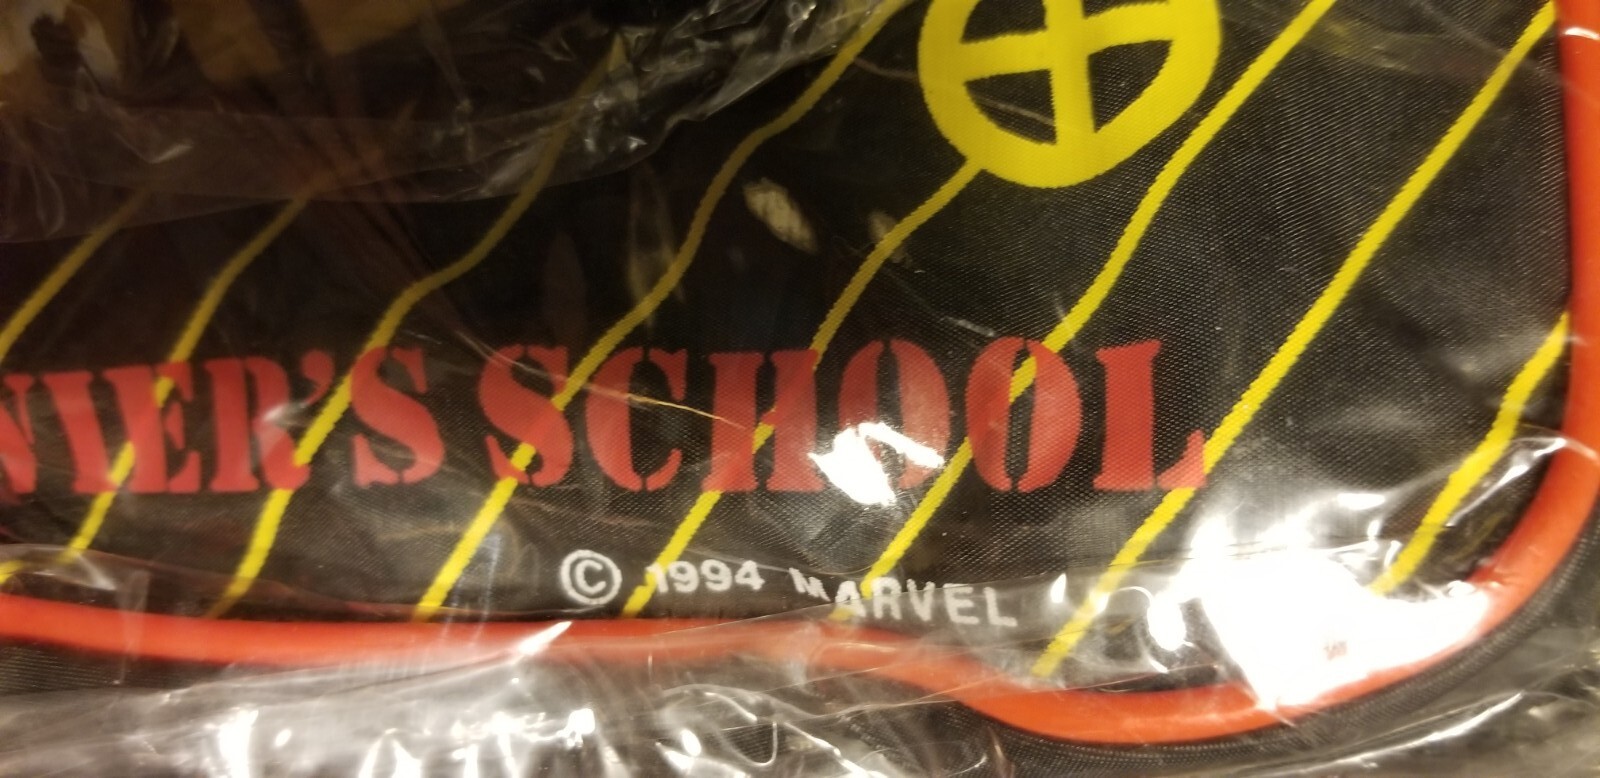 NIER'S SCHOOL
© 1994 MARVEL